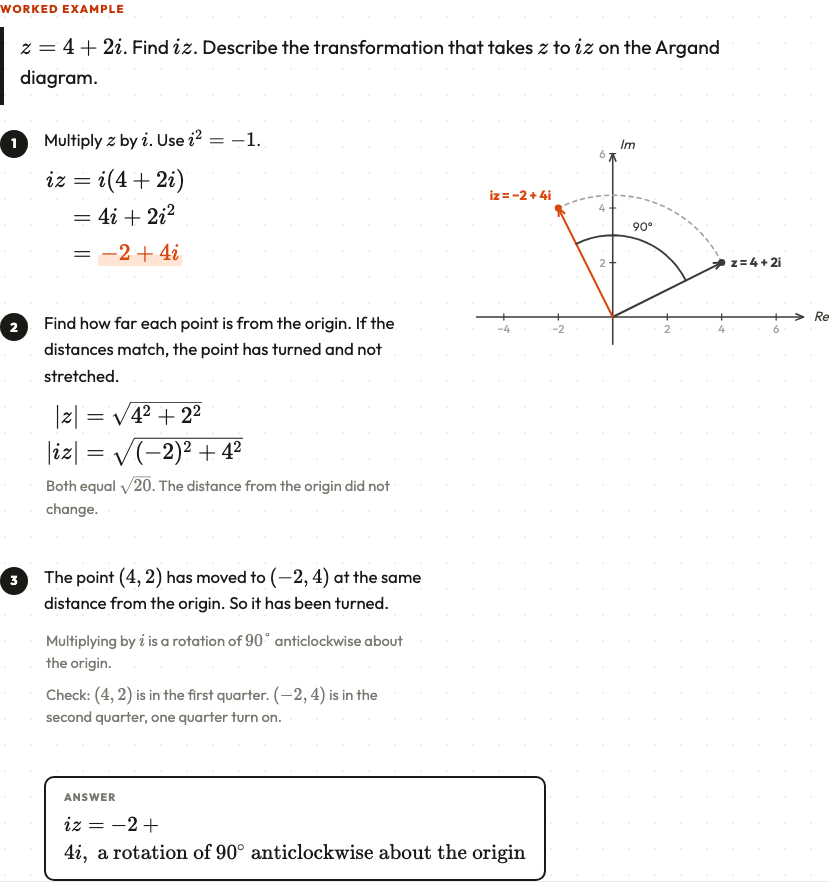 WORKED EXAMPLE
z = 4 + 2i. Find iz. Describe the transformation that takes z to iz on the Argand
diagram.
1
Multiply z by i. Use i² = −1.
iz = i(4 + 2i)
= 4i + 2i²
= −2 + 4i
Im
6
iz = −2 + 4i
4
90°
2
z = 4 + 2i
−4
−2
2
4
6
Re
2
Find how far each point is from the origin. If the
distances match, the point has turned and not
stretched.
|z| = √(4² + 2²)
|iz| = √((−2)² + 4²)
Both equal √20. The distance from the origin did not
change.
3
The point (4, 2) has moved to (−2, 4) at the same
distance from the origin. So it has been turned.
Multiplying by i is a rotation of 90° anticlockwise about
the origin.
Check: (4, 2) is in the first quarter. (−2, 4) is in the
second quarter, one quarter turn on.
ANSWER
iz = −2 +
4i, a rotation of 90° anticlockwise about the origin